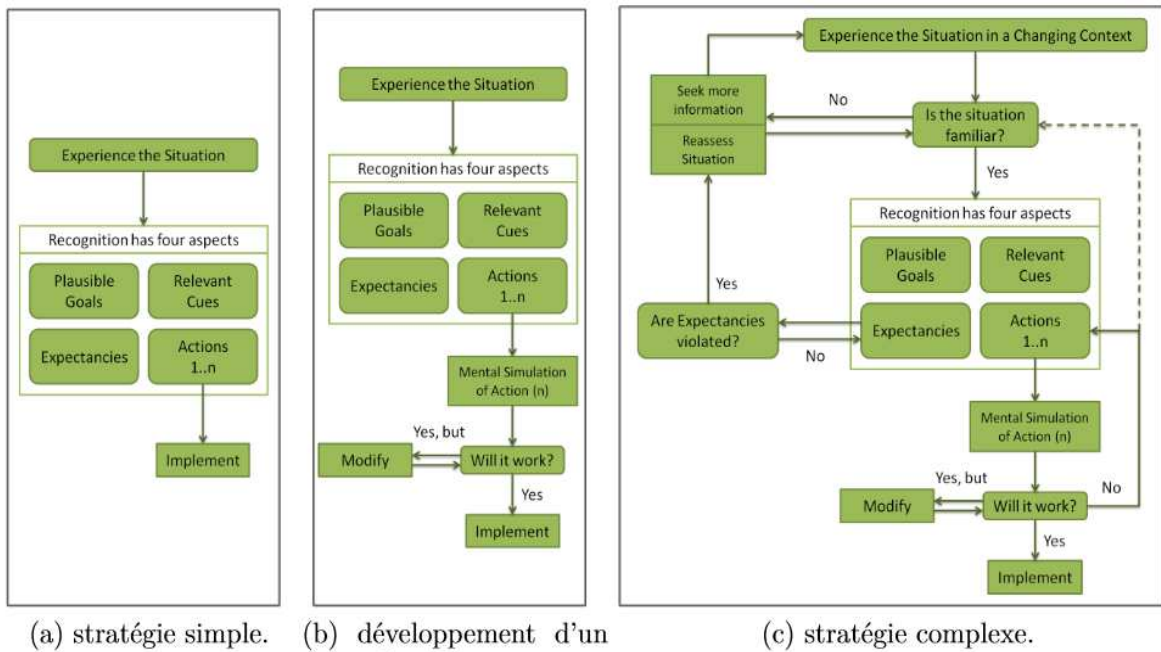 Experience the Situation
Recognition has four aspects
Plausible
Goals
Relevant
Cues
Expectancies
Actions
1..n
Implement
(a) stratégie simple.
Experience the Situation
Recognition has four aspects
Plausible
Goals
Relevant
Cues
Expectancies
Actions
1..n
Mental Simulation
of Action (n)
Yes, but
Modify
Will it work?
Yes
Implement
(b) développement d'un
Experience the Situation in a Changing Context
Seek more
information
No
Is the situation
familiar?
Reassess
Situation
Yes
Recognition has four aspects
Plausible
Goals
Relevant
Cues
Yes
Are Expectancies
violated?
No
Expectancies
Actions
1..n
Mental Simulation
of Action (n)
Yes, but
No
Modify
Will it work?
Yes
Implement
(c) stratégie complexe.